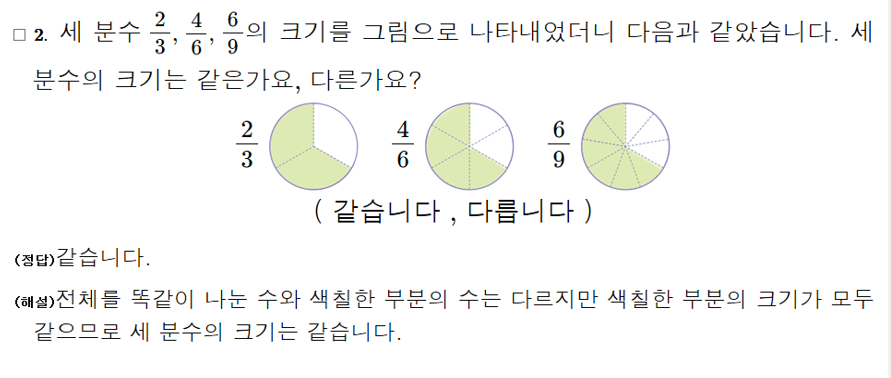 □ 2. 세 분수 2/3, 4/6, 6/9의 크기를 그림으로 나타내었더니 다음과 같았습니다. 세
분수의 크기는 같은가요, 다른가요?
2/3 4/6 6/9
( 같습니다 , 다릅니다 )
(정답)같습니다.
(해설)전체를 똑같이 나눈 수와 색칠한 부분의 수는 다르지만 색칠한 부분의 크기가 모두
같으므로 세 분수의 크기는 같습니다.